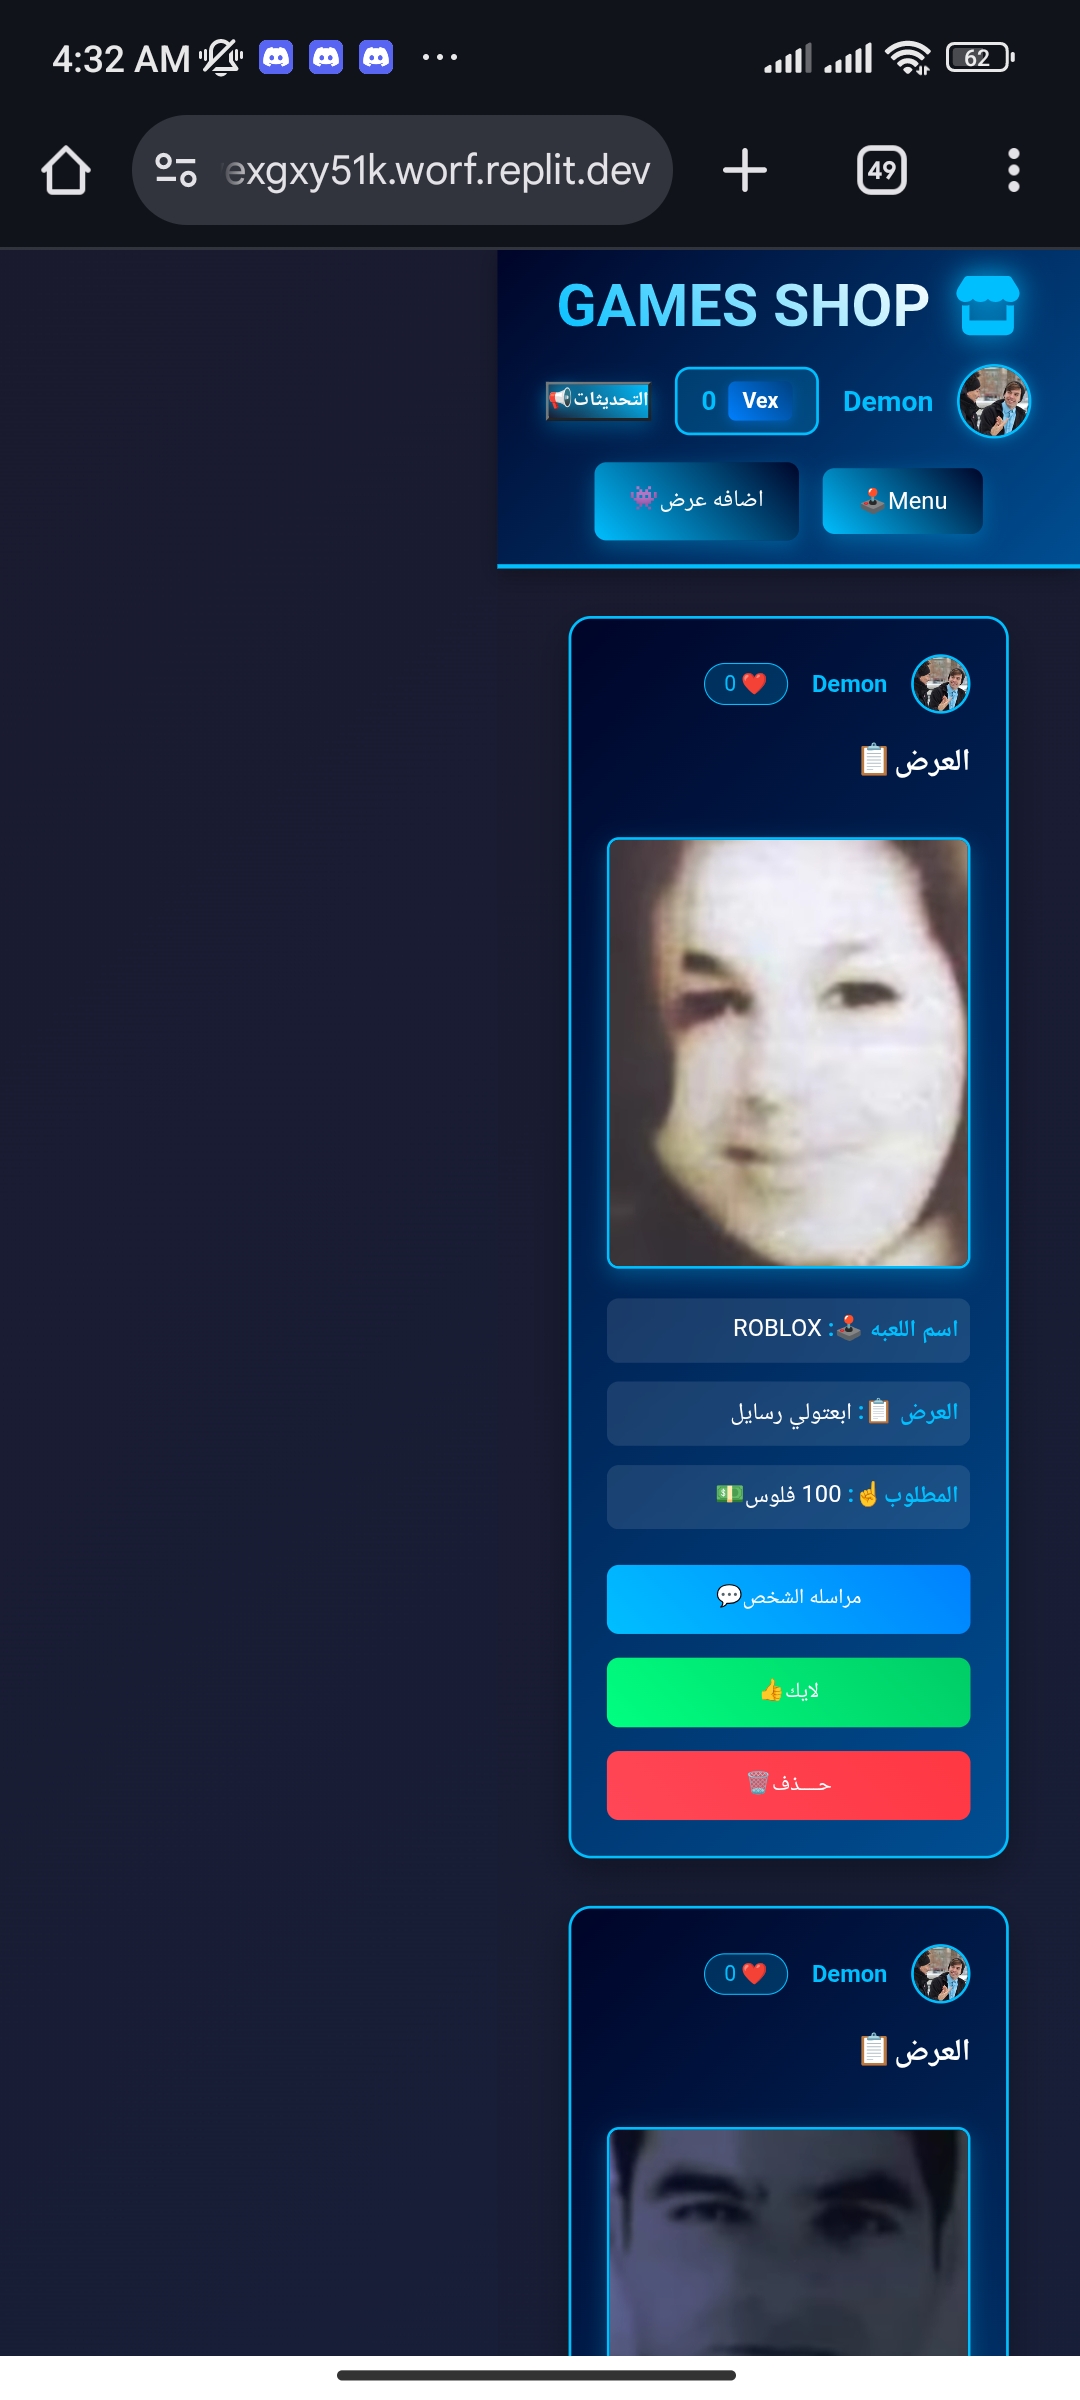 4:32 AM
62
exgxy51k.worf.replit.dev
49
GAMES SHOP
Demon
0 Vex
التحديثات📢
🕹️Menu
اضافه عرض👾
Demon
0 ❤️
العرض📋
اسم اللعبه 🕹️: ROBLOX
العرض 📋: ابعتولي رسايل
المطلوب☝️: 100 فلوس💵
مراسله الشخص💬
لايك👍
حـــذف🗑️
Demon
0 ❤️
العرض📋